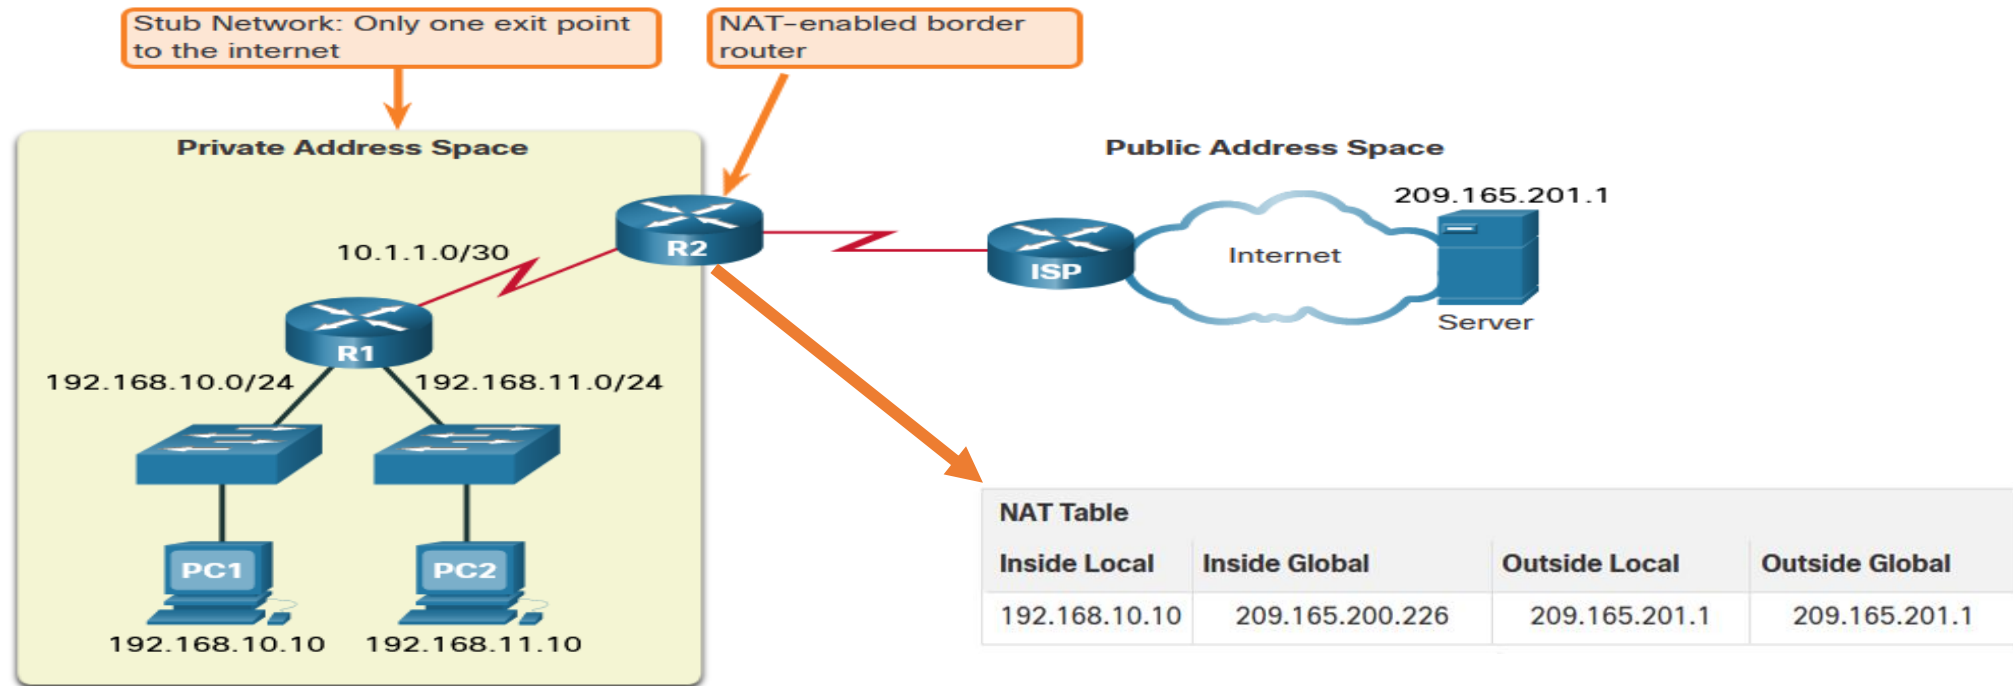 Stub Network: Only one exit point
to the internet
NAT-enabled border
router
Private Address Space
Public Address Space
209.165.201.1
R2
10.1.1.0/30
Internet
ISP
Server
R1
192.168.10.0/24
192.168.11.0/24
NAT Table
Inside Local Inside Global Outside Local Outside Global
192.168.10.10 209.165.200.226 209.165.201.1 209.165.201.1
PC1
PC2
192.168.10.10
192.168.11.10